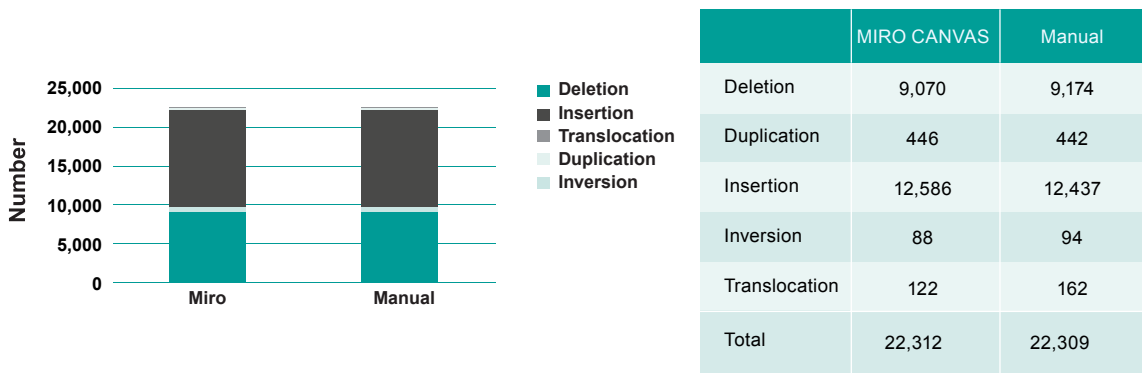 25,000
20,000
15,000
10,000
5,000
0
Number
Miro Manual
Deletion
Insertion
Translocation
Duplication
Inversion
MIRO CANVAS Manual
Deletion 9,070 9,174
Duplication 446 442
Insertion 12,586 12,437
Inversion 88 94
Translocation 122 162
Total 22,312 22,309